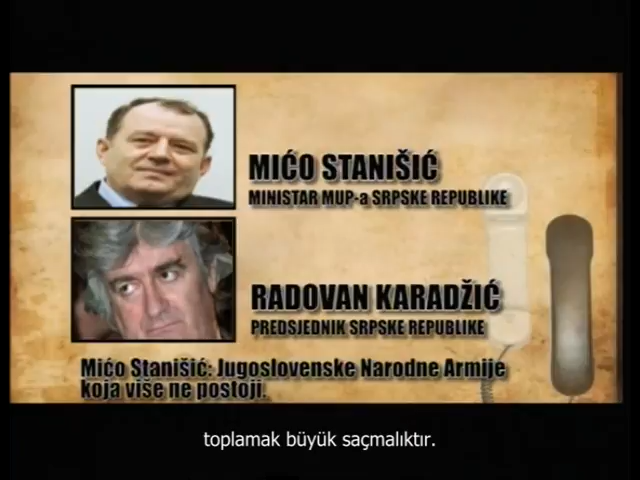 MIĆO STANIŠIĆ
MINISTAR MUP-a SRPSKE REPUBLIKE
RADOVAN KARADŽIĆ
PREDSJEDNIK SRPSKE REPUBLIKE
Mićo Stanišić: Jugoslovenske Narodne Armije
koja više ne postoji.
toplamak büyük saçmalıktır.